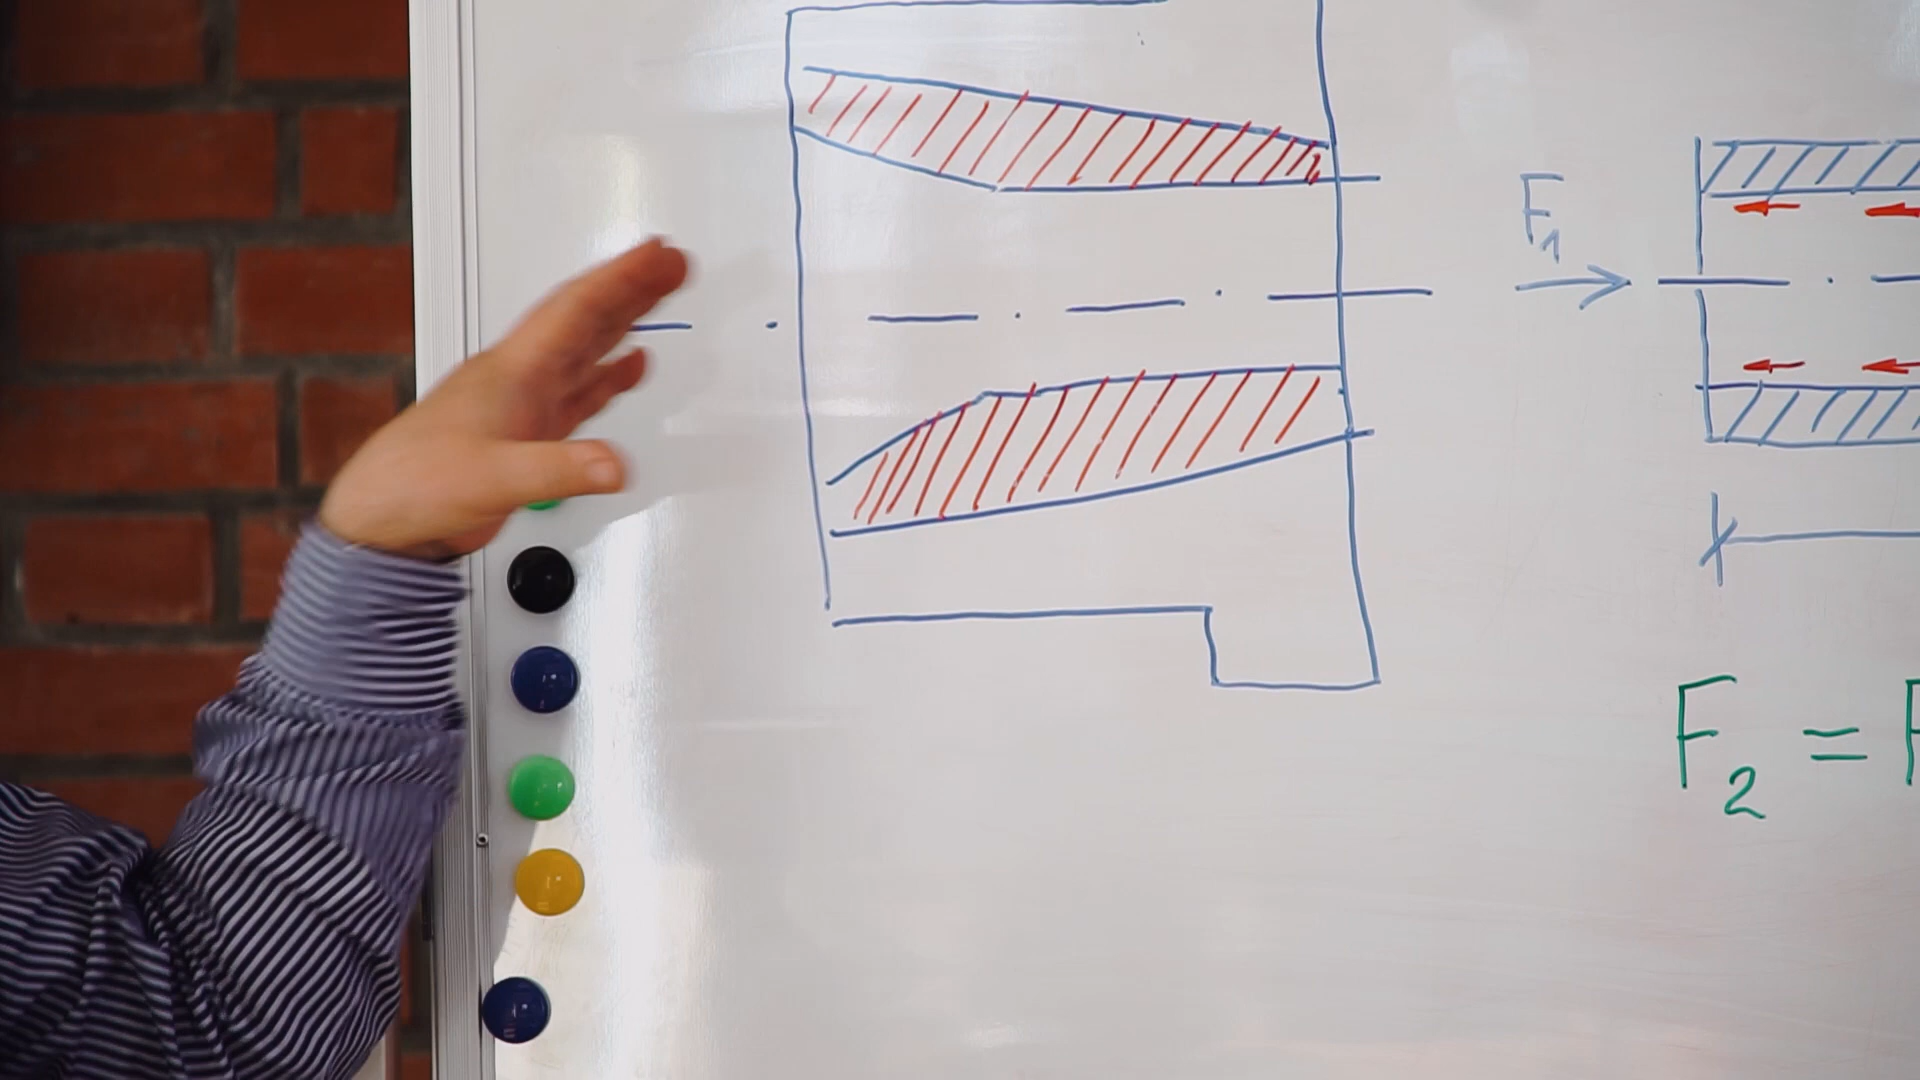 F₁
F₂ =